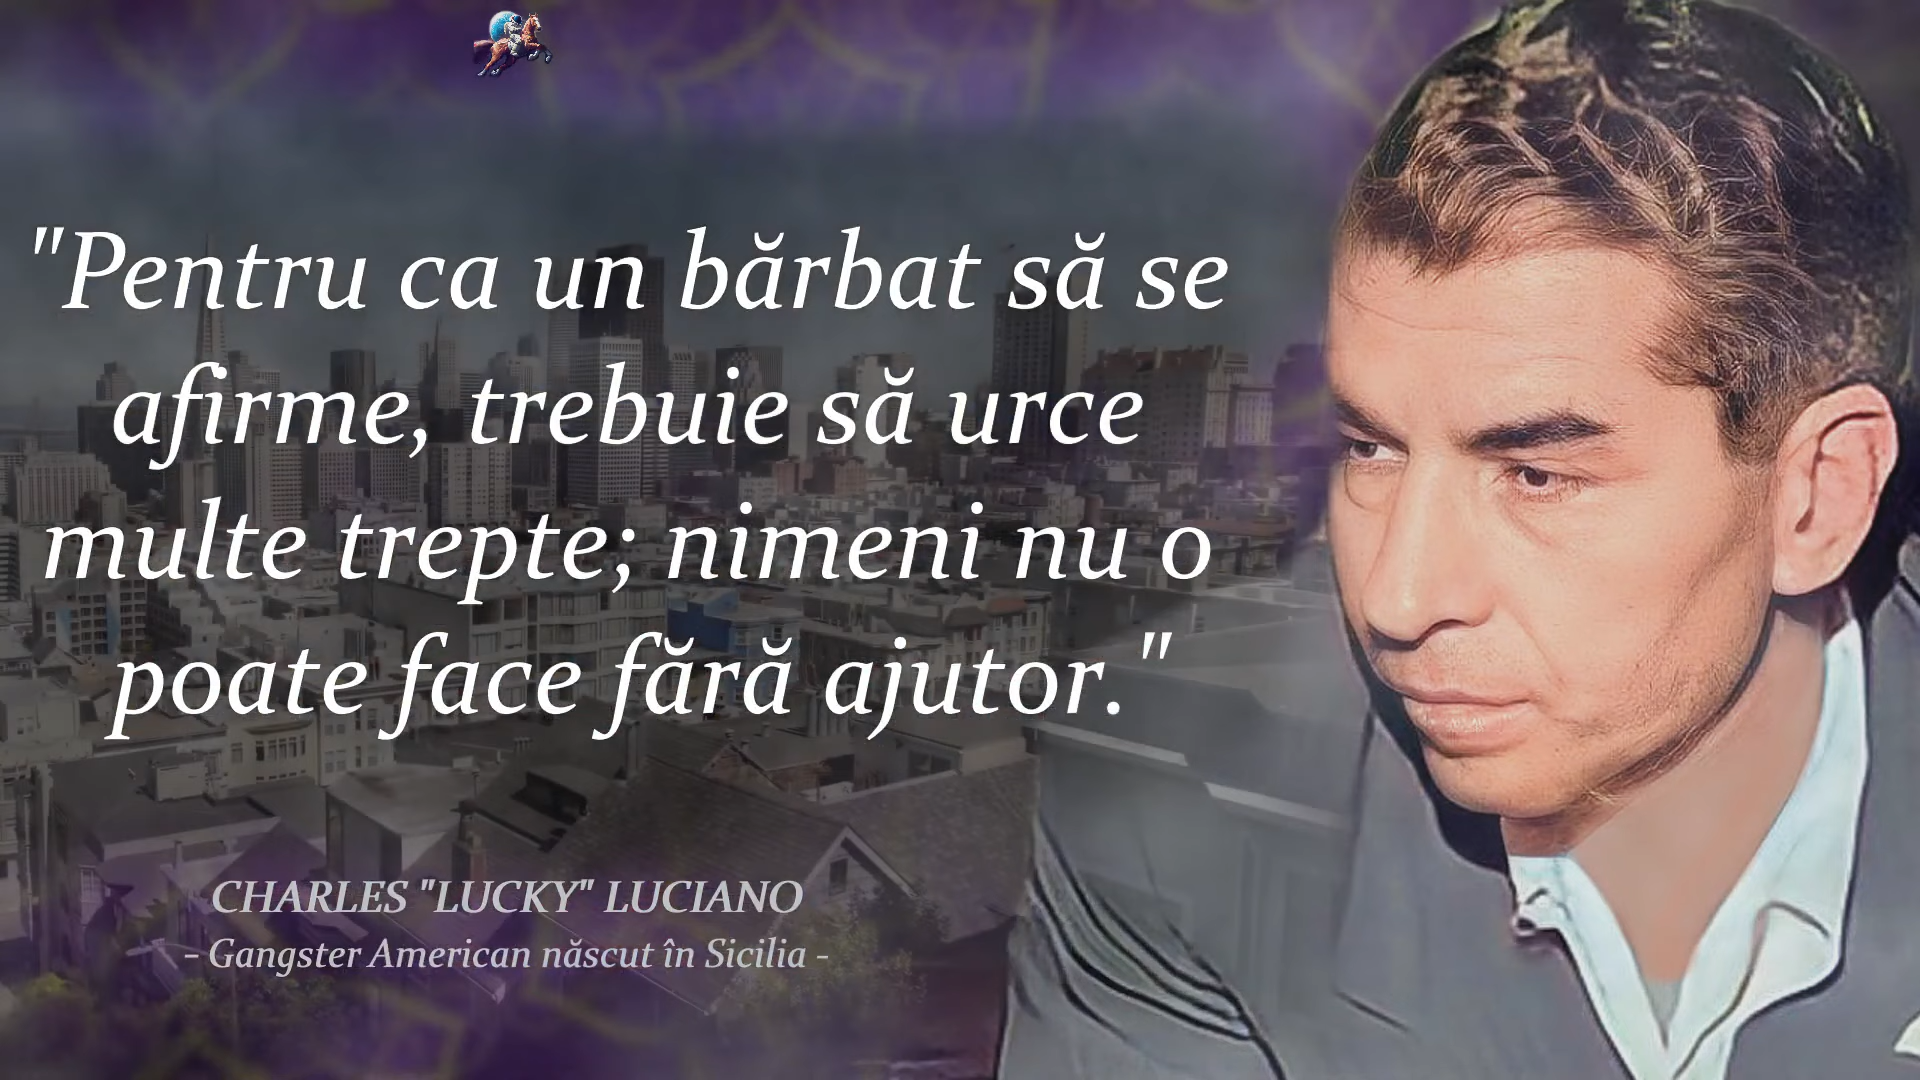 "Pentru ca un bărbat să se
afirme, trebuie să urce
multe trepte; nimeni nu o
poate face fără ajutor."
CHARLES "LUCKY" LUCIANO
- Gangster American născut în Sicilia -